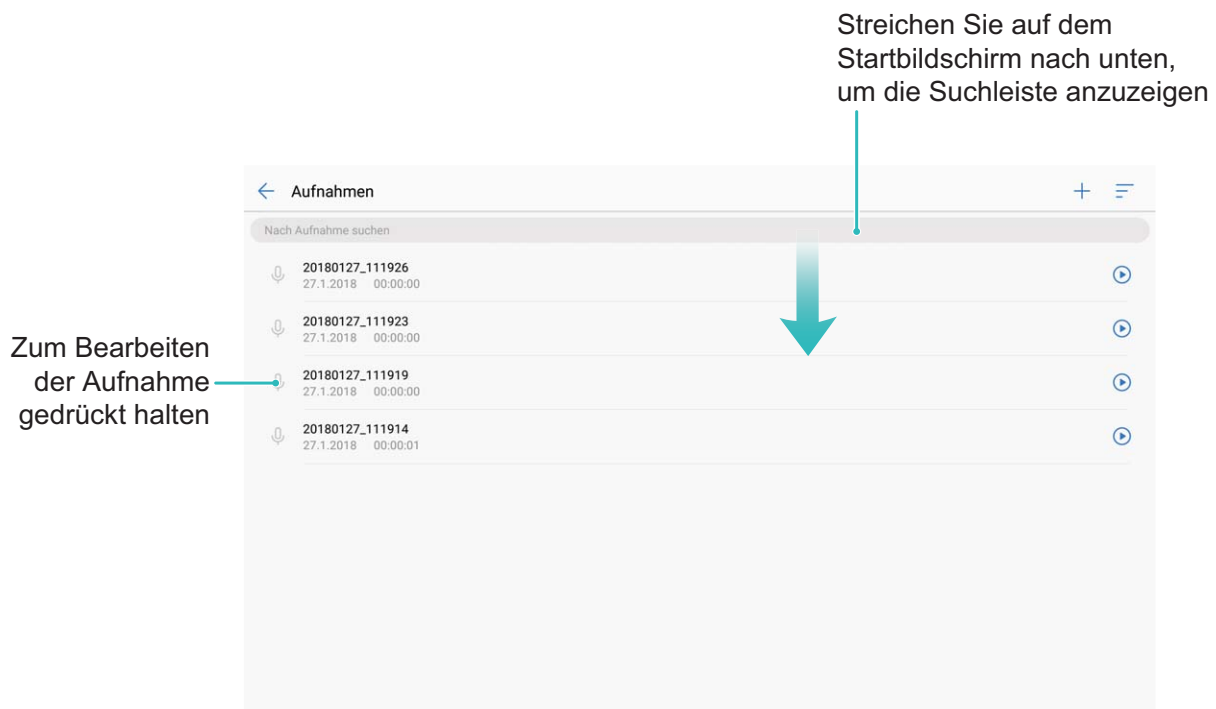 Streichen Sie auf dem
Startbildschirm nach unten,
um die Suchleiste anzuzeigen
Aufnahmen
Nach Aufnahme suchen
20180127_111926
27.1.2018 00:00:00
20180127_111923
27.1.2018 00:00:00
Zum Bearbeiten
der Aufnahme
gedrückt halten
20180127_111919
27.1.2018 00:00:00
20180127_111914
27.1.2018 00:00:01